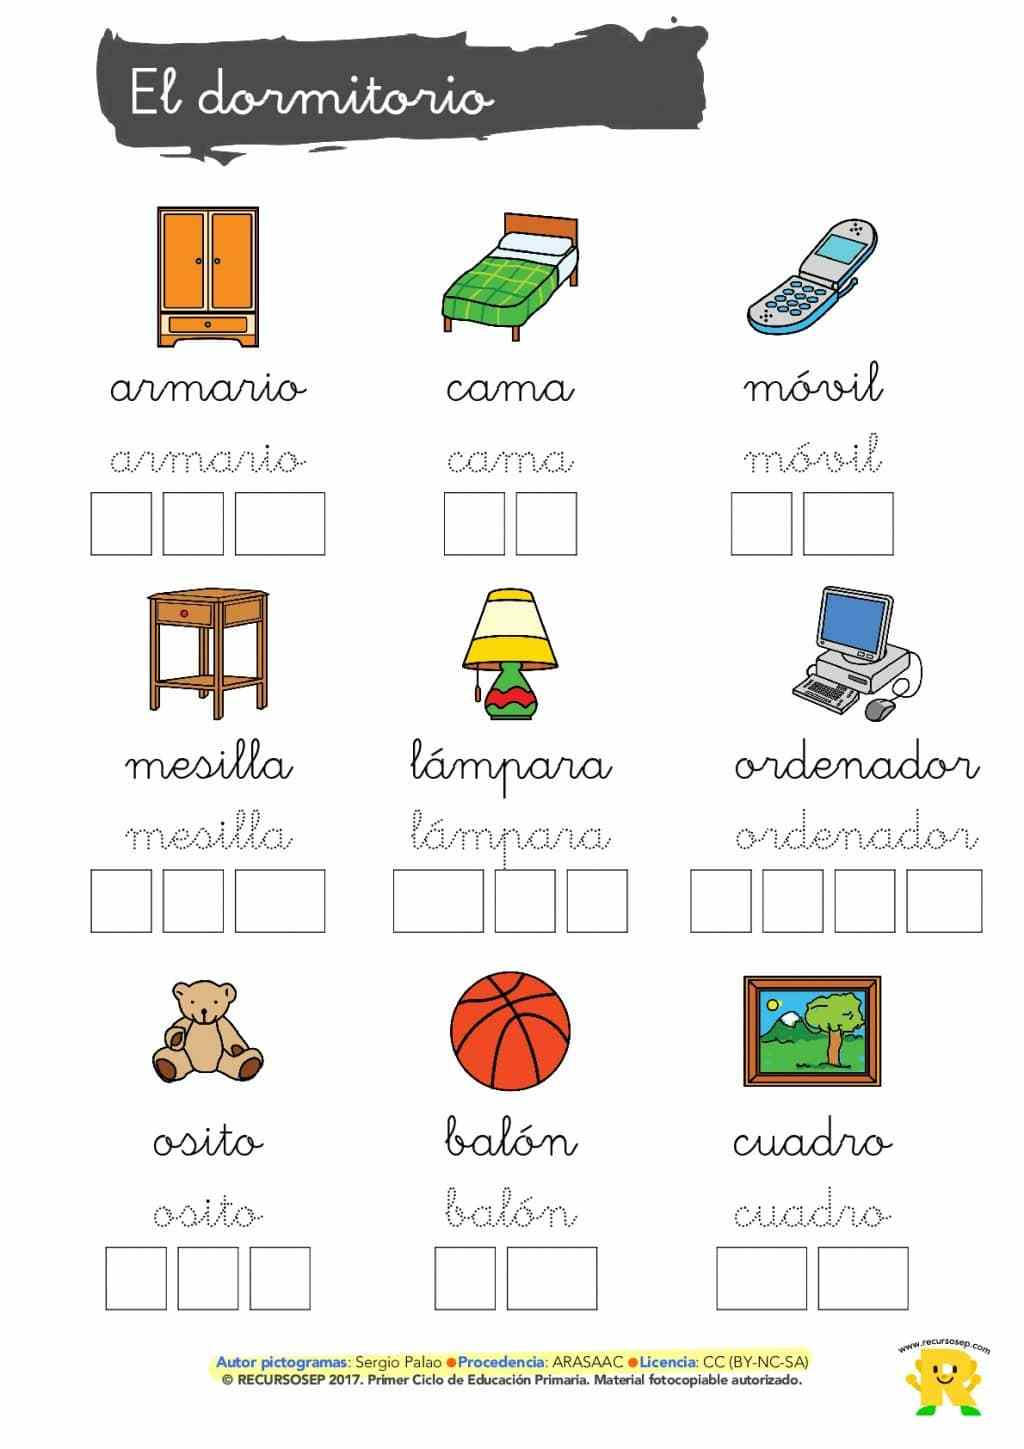 El dormitorio
armario cama móvil
armario cama móvil
mesilla lámpara ordenador
mesilla lámpara ordenador
osito balón cuadro
osito balón cuadro
Autor pictogramas: Sergio Palao ●Procedencia: ARASAAC ●Licencia: CC (BY-NC-SA)
© RECURSOSEP 2017. Primer Ciclo de Educación Primaria. Material fotocopiable autorizado.
www.recursosep.com
R